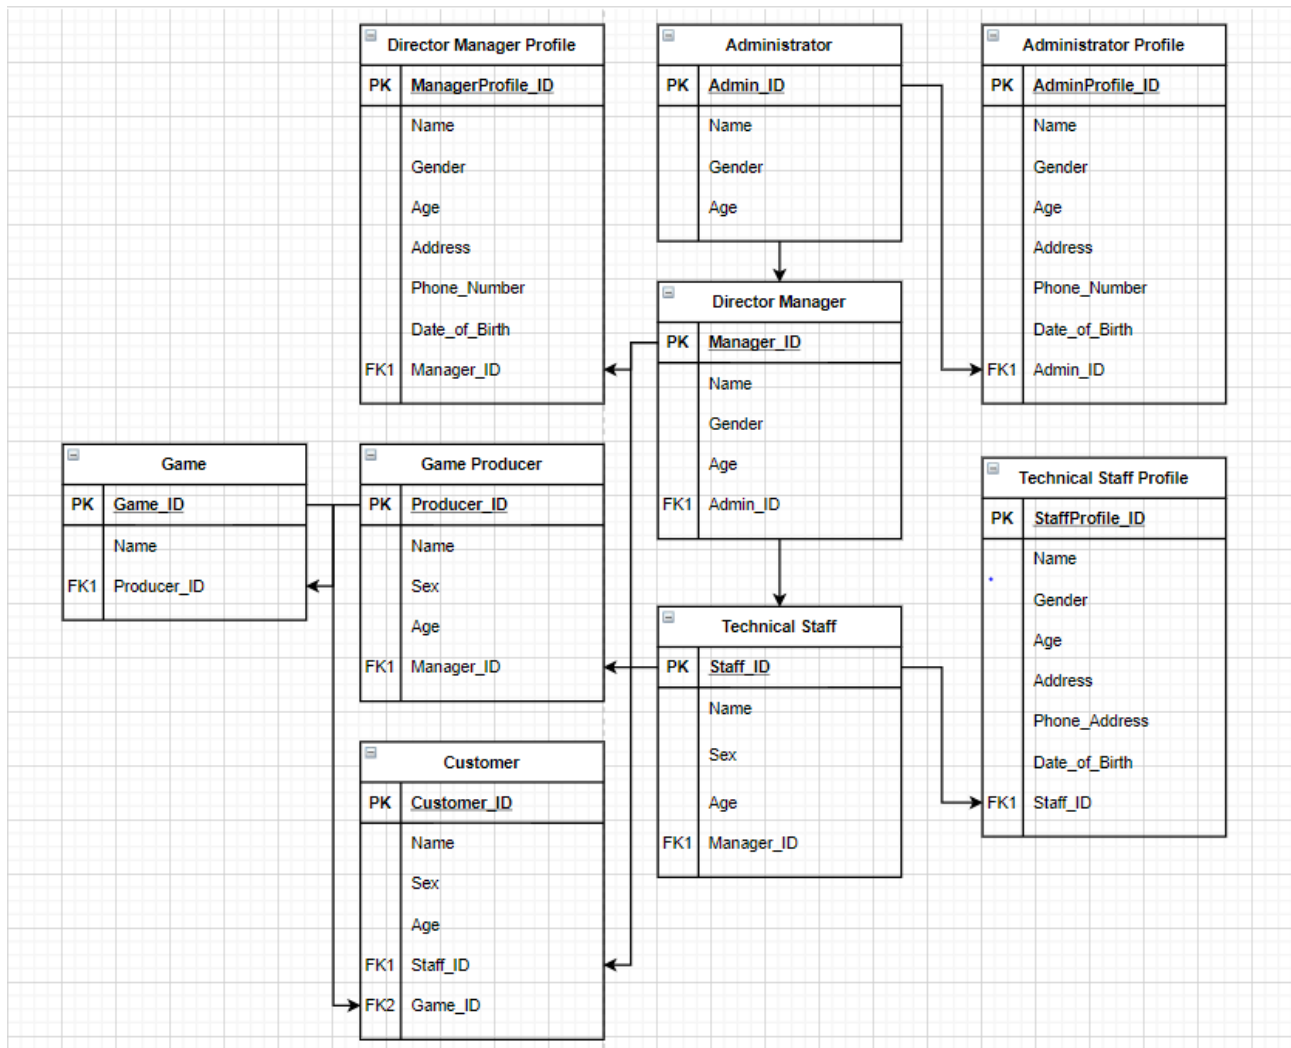 Director Manager Profile
PK ManagerProfile_ID
Name
Gender
Age
Address
Phone_Number
Date_of_Birth
FK1 Manager_ID
Administrator
PK Admin_ID
Name
Gender
Age
Administrator Profile
PK AdminProfile_ID
Name
Gender
Age
Address
Phone_Number
Date_of_Birth
FK1 Admin_ID
Director Manager
PK Manager_ID
Name
Gender
Age
FK1 Admin_ID
Game
PK Game_ID
Name
FK1 Producer_ID
Game Producer
PK Producer_ID
Name
Sex
Age
FK1 Manager_ID
Technical Staff Profile
PK StaffProfile_ID
Name
Gender
Age
Address
Phone_Address
Date_of_Birth
FK1 Staff_ID
Technical Staff
PK Staff_ID
Name
Sex
Age
FK1 Manager_ID
Customer
PK Customer_ID
Name
Sex
Age
FK1 Staff_ID
FK2 Game_ID